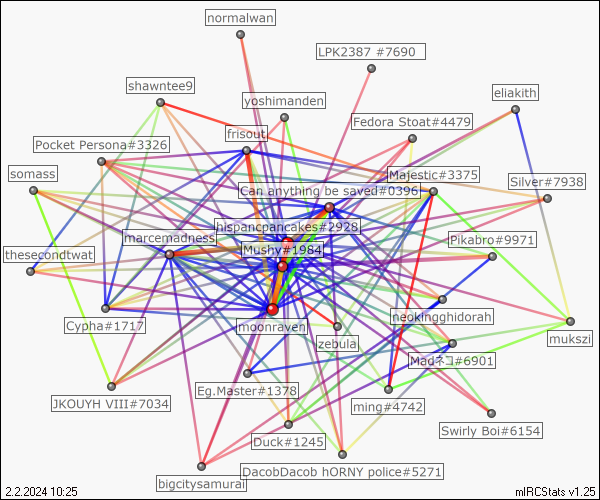 normalwan
LPK2387 #7690
shawntee9
eliakith
yoshimanden
Fedora Stoat#4479
frisout
Pocket Persona#3326
Majestic#3375
somass
Silver#7938
Can anything be saved#0396
hispancpancakes#2928
marcemadness
Pikabro#9971
Mushy#1984
thesecondtwat
neokingghidorah
Cypha#1717
moonraven
zebula
mukszi
Madネコ#6901
Eg.Master#1378
JKOUYH VIII#7034
ming#4742
Swirly Boi#6154
Duck#1245
DacobDacob hORNY police#5271
bigcitysamurai
2.2.2024 10:25
mIRCStats v1.25